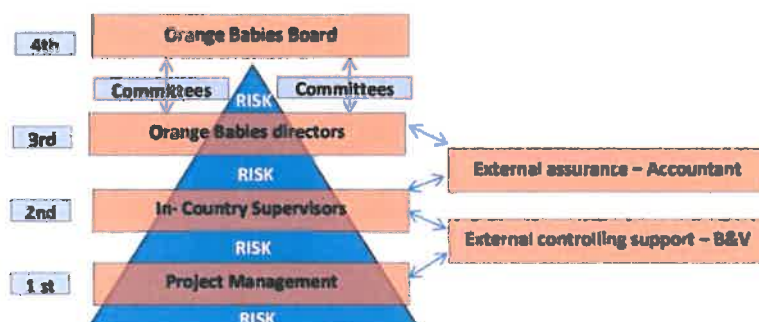 4th
Orange Babies Board
Committees
Committees
RISK
3rd
Orange Babies directors
External assurance – Accountant
RISK
2nd
In- Country Supervisors
External controlling support – B&V
RISK
1 st
Project Management
RISK